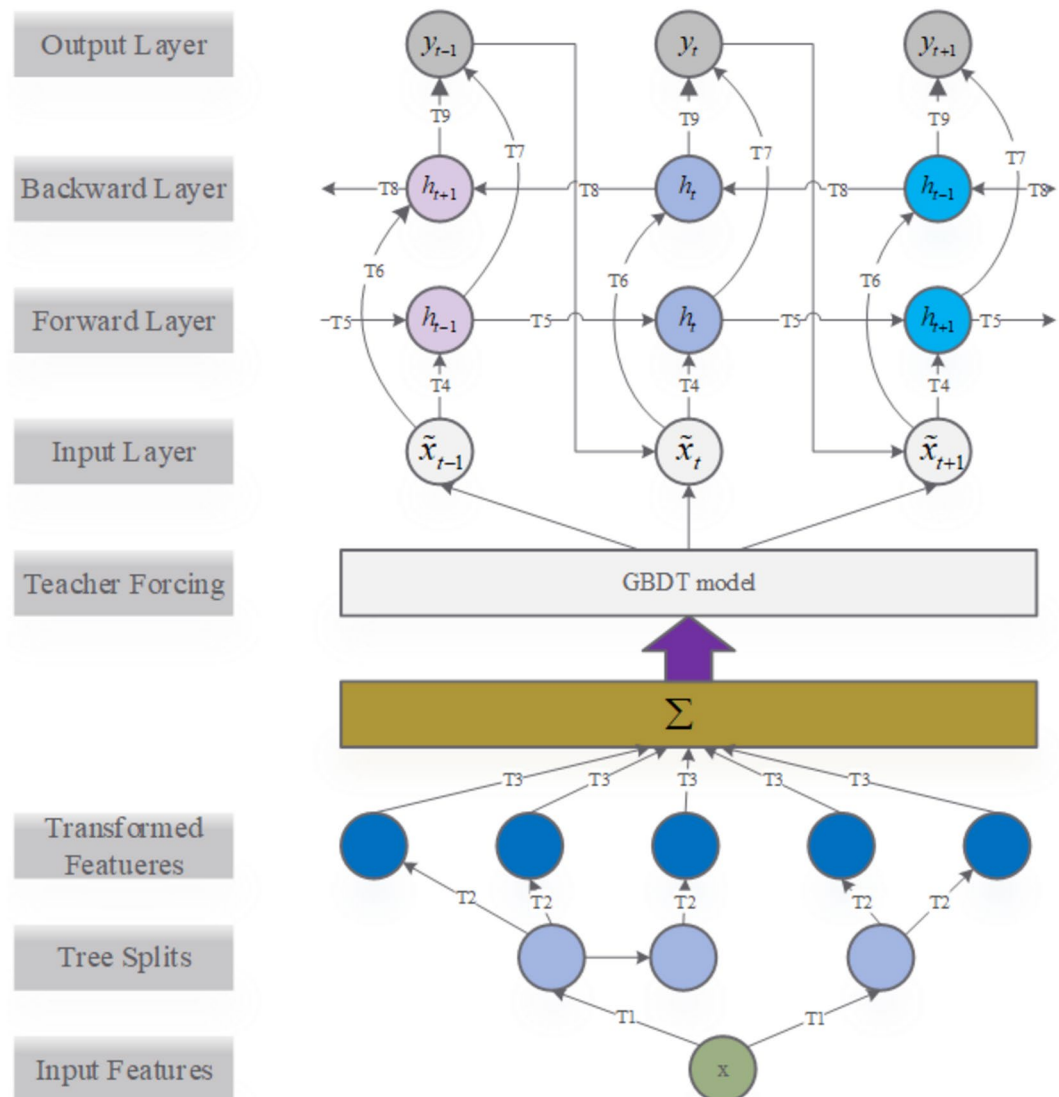 Output Layer
y_{t-1} y_t y_{t+1}
T9 T9 T9
T7 T7 T7
Backward Layer
T8 h_{t+1} T8 h_t T8 h_{t-1} T8
T6 T6 T6
Forward Layer
T5 h_{t-1} T5 h_t T5 h_{t+1} T5
T4 T4 T4
Input Layer
x̃_{t-1} x̃_t x̃_{t+1}
Teacher Forcing
GBDT model
Σ
T3 T3 T3 T3 T3
Transformed
Featueres
T2 T2 T2 T2 T2
Tree Splits
T1 T1
Input Features
x